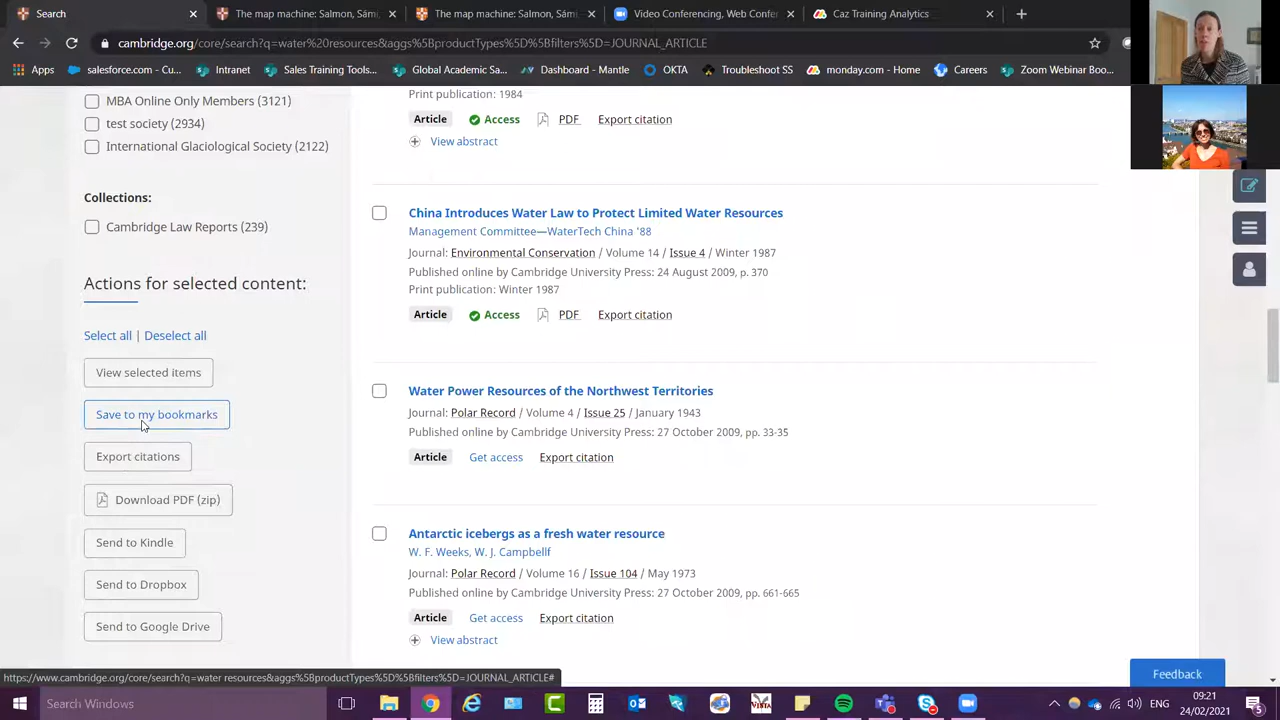 Search
The map machine: Salmon, Sámi,
The map machine: Salmon, Sámi,
Video Conferencing, Web Confer
Caz Training Analytics
cambridge.org/core/search?q=water%20resources&aggs%5BproductTypes%5D%5Bfilters%5D=JOURNAL_ARTICLE
Apps
salesforce.com - Cu...
Intranet
Sales Training Tools...
Global Academic Sa...
Dashboard - Mantle
OKTA
Troubleshoot SS
monday.com - Home
Careers
Zoom Webinar Boo...
MBA Online Only Members (3121)
test society (2934)
International Glaciological Society (2122)
Collections:
Cambridge Law Reports (239)
Actions for selected content:
Select all | Deselect all
View selected items
Save to my bookmarks
Export citations
Download PDF (zip)
Send to Kindle
Send to Dropbox
Send to Google Drive
Print publication: 1984
Article Access PDF Export citation
View abstract
China Introduces Water Law to Protect Limited Water Resources
Management Committee—WaterTech China '88
Journal: Environmental Conservation / Volume 14 / Issue 4 / Winter 1987
Published online by Cambridge University Press: 24 August 2009, p. 370
Print publication: Winter 1987
Article Access PDF Export citation
Water Power Resources of the Northwest Territories
Journal: Polar Record / Volume 4 / Issue 25 / January 1943
Published online by Cambridge University Press: 27 October 2009, pp. 33-35
Article Get access Export citation
Antarctic icebergs as a fresh water resource
W. F. Weeks, W. J. Campbellf
Journal: Polar Record / Volume 16 / Issue 104 / May 1973
Published online by Cambridge University Press: 27 October 2009, pp. 661-665
Article Get access Export citation
View abstract
Feedback
https://www.cambridge.org/core/search?q=water resources&aggs%5BproductTypes%5D%5Bfilters%5D=JOURNAL_ARTICLE#
Search Windows
09:21
24/02/2021
5